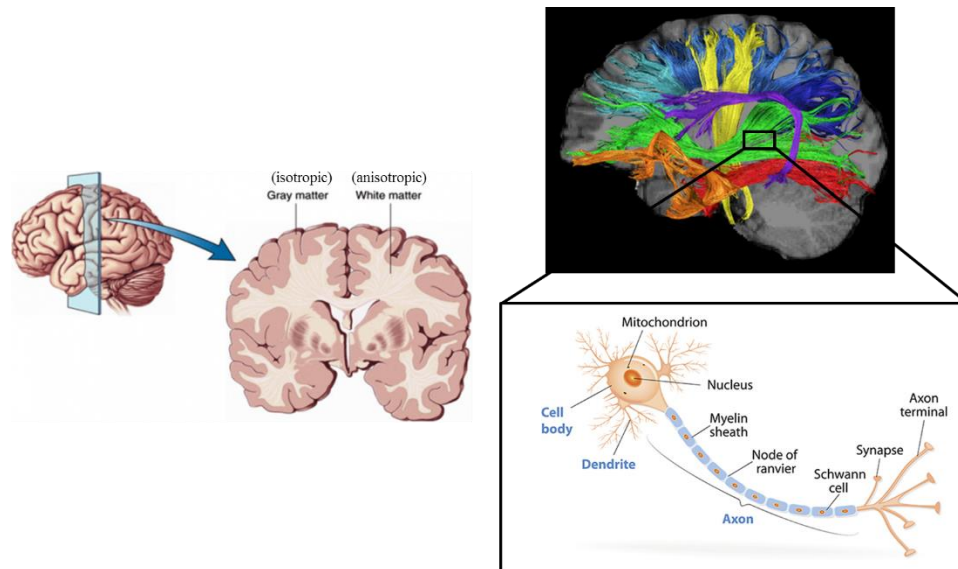 (isotropic) (anisotropic)
Gray matter White matter
Mitochondrion
Nucleus
Cell
body
Dendrite
Myelin
sheath
Node of
ranvier
Axon
Schwann
cell
Synapse
Axon
terminal